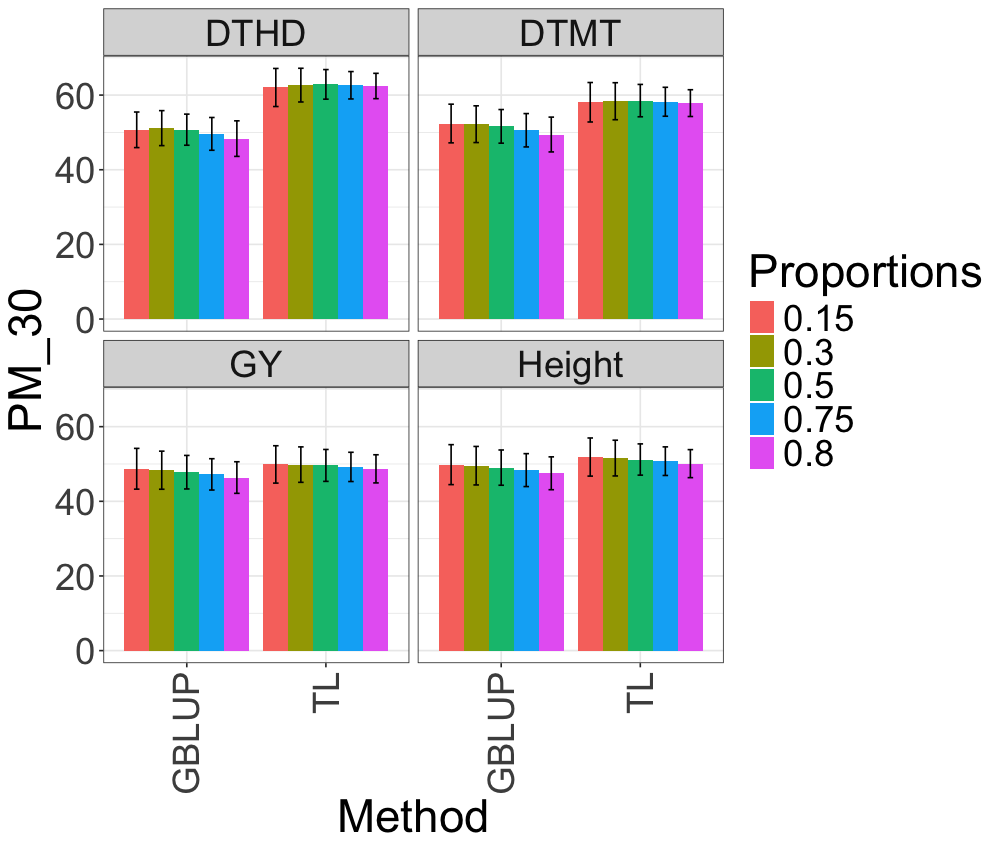 DTHD
DTMT
60
40
20
0
GY
Height
60
40
20
0
PM_30
GBLUP
TL
GBLUP
TL
Method
Proportions
0.15
0.3
0.5
0.75
0.8